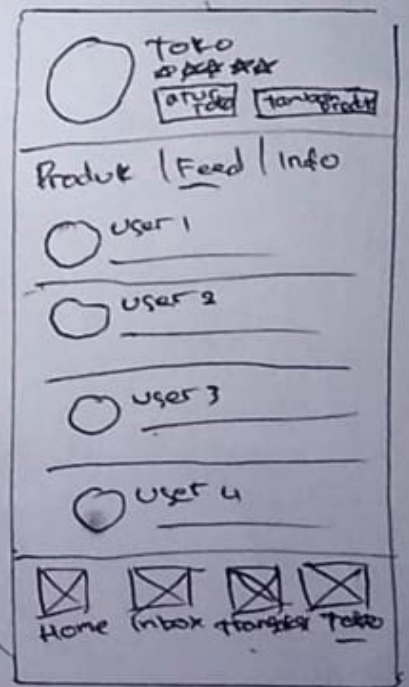 Toko
atur toko
tambah produk
Produk | Feed | Info
User 1
User 2
User 3
User 4
Home Inbox Transaksi Toko